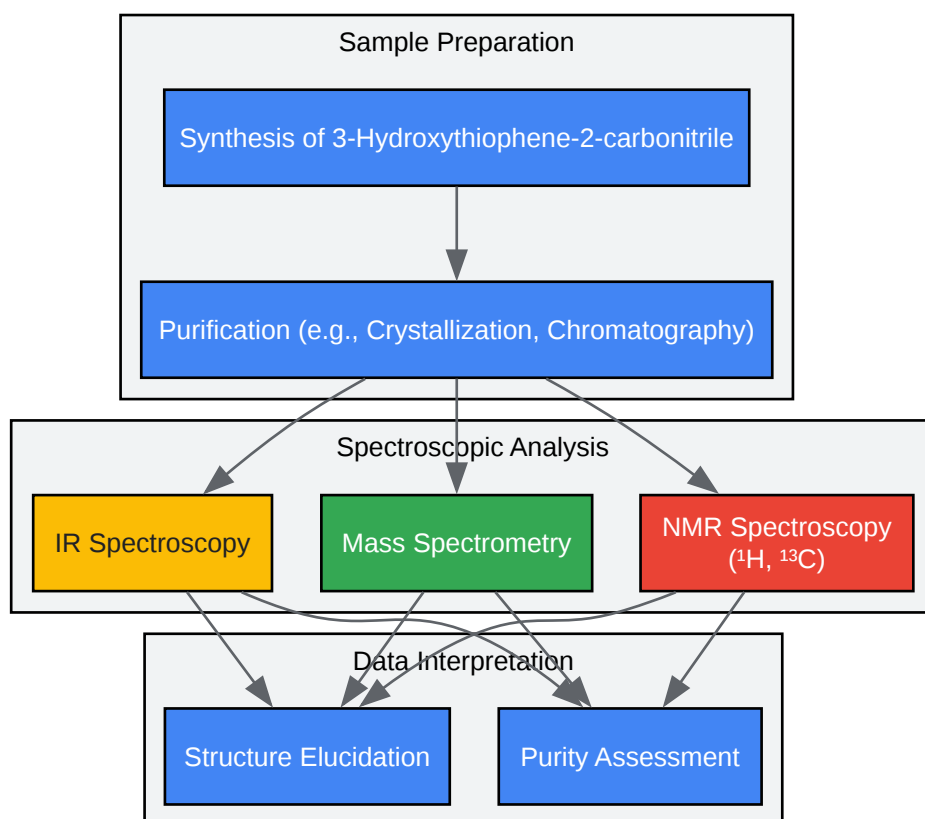 Sample Preparation
Synthesis of 3-Hydroxythiophene-2-carbonitrile
Purification (e.g., Crystallization, Chromatography)
Spectroscopic Analysis
IR Spectroscopy
Mass Spectrometry
NMR Spectroscopy
(¹H, ¹³C)
Data Interpretation
Structure Elucidation
Purity Assessment